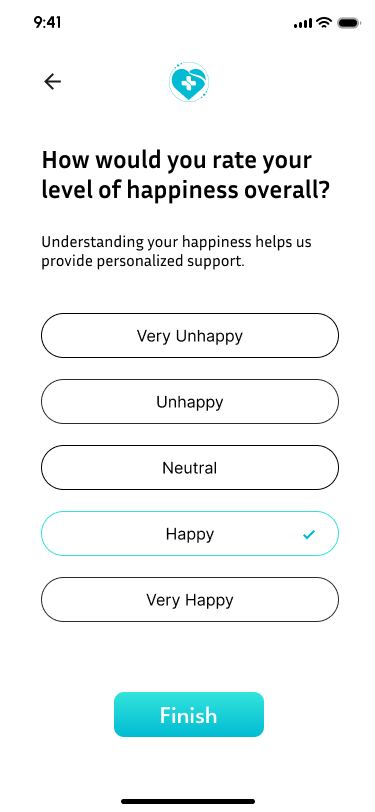 9:41
How would you rate your
level of happiness overall?
Understanding your happiness helps us
provide personalized support.
Very Unhappy
Unhappy
Neutral
Happy
Very Happy
Finish